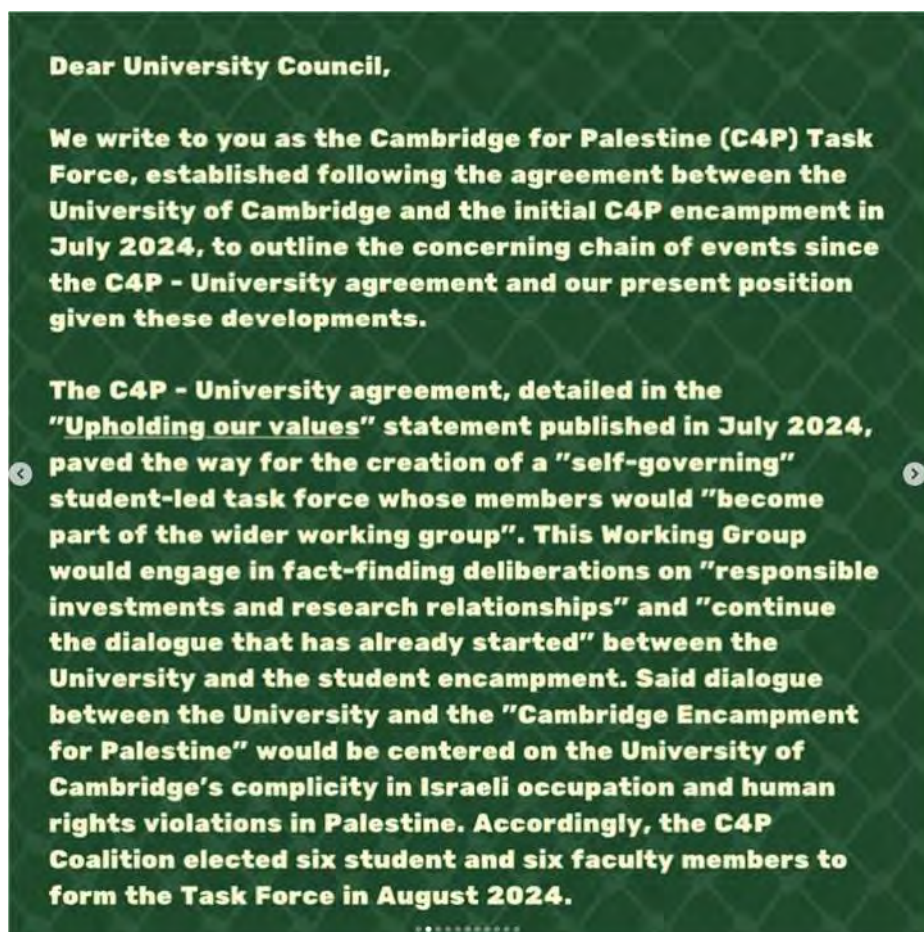 Dear University Council,
We write to you as the Cambridge for Palestine (C4P) Task
Force, established following the agreement between the
University of Cambridge and the initial C4P encampment in
July 2024, to outline the concerning chain of events since
the C4P - University agreement and our present position
given these developments.
The C4P - University agreement, detailed in the
"Upholding our values" statement published in July 2024,
paved the way for the creation of a "self-governing"
student-led task force whose members would "become
part of the wider working group". This Working Group
would engage in fact-finding deliberations on "responsible
investments and research relationships" and "continue
the dialogue that has already started" between the
University and the student encampment. Said dialogue
between the University and the "Cambridge Encampment
for Palestine" would be centered on the University of
Cambridge's complicity in Israeli occupation and human
rights violations in Palestine. Accordingly, the C4P
Coalition elected six student and six faculty members to
form the Task Force in August 2024.